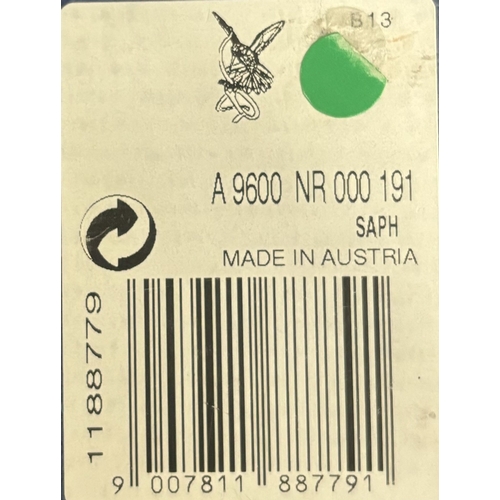 B13
A 9600 NR 000 191
SAPH
MADE IN AUSTRIA
1188779
9 007811 887791